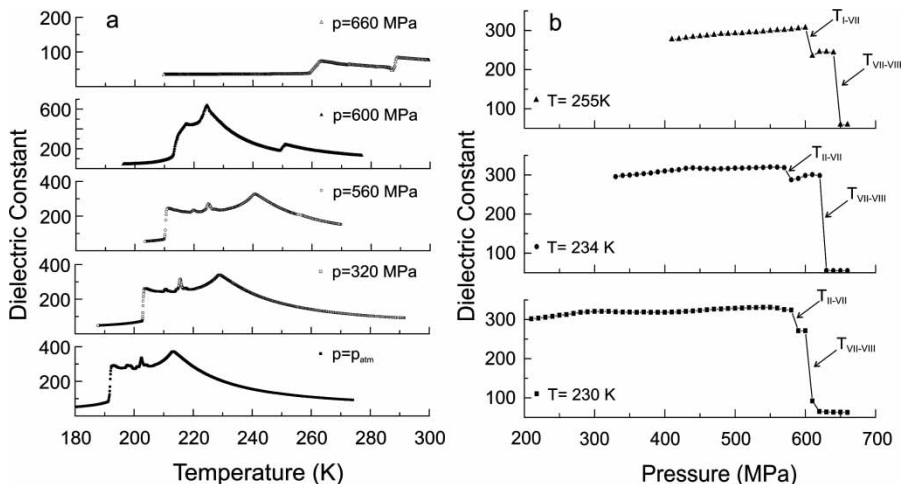 a
p=660 MPa
200
100
0
p=600 MPa
600
400
200
p=560 MPa
400
200
p=320 MPa
400
200
p=p_atm
400
200
180 200 220 240 260 280 300
Temperature (K)
Dielectric Constant
b
T_I-VII
T_VII-VIII
300
250
100
50
T= 255K
T_II-VII
T_VII-VIII
300
200
100
T= 234 K
T_II-VII
T_VII-VIII
300
200
100
T= 230 K
200 300 400 500 600 700
Pressure (MPa)
Dielectric Constant